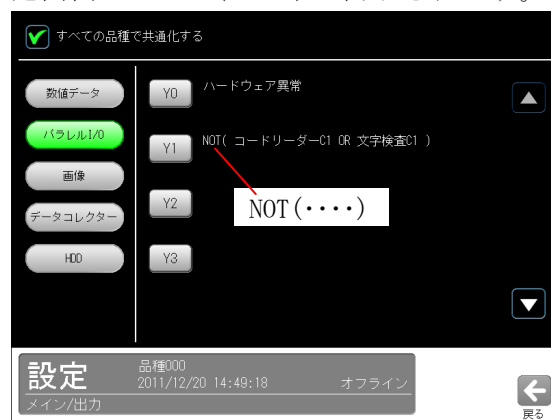 すべての品種で共通化する
数値データ
パラレルI/O
画像
データコレクター
HDD
Y0 ハードウェア異常
Y1 NOT( コードリーダーC1 OR 文字検査C1 )
Y2
NOT(････)
Y3
設定
メイン/出力
品種000
2011/12/20 14:49:18
オフライン
戻る